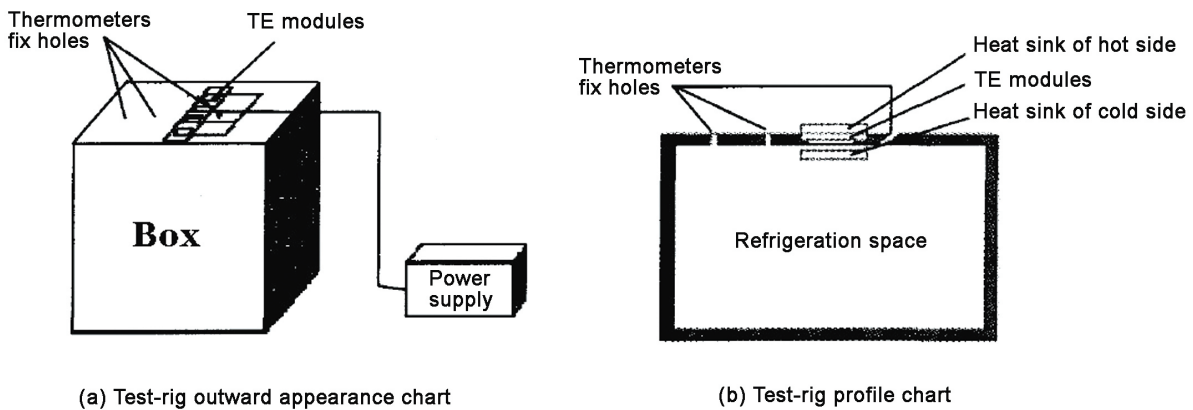 Thermometers
fix holes
TE modules
Box
Power
supply
(a) Test-rig outward appearance chart
Thermometers
fix holes
Heat sink of hot side
TE modules
Heat sink of cold side
Refrigeration space
(b) Test-rig profile chart